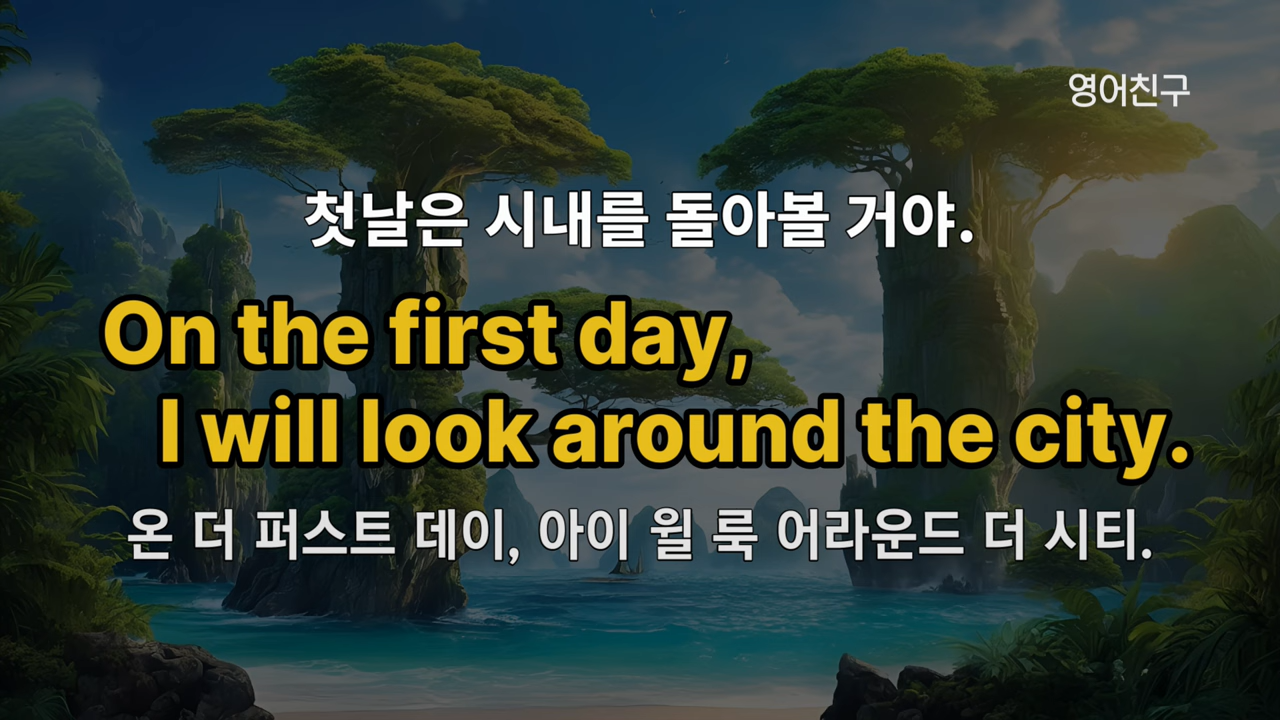 영어친구
첫날은 시내를 돌아볼 거야.
On the first day,
I will look around the city.
온 더 퍼스트 데이, 아이 윌 룩 어라운드 더 시티.